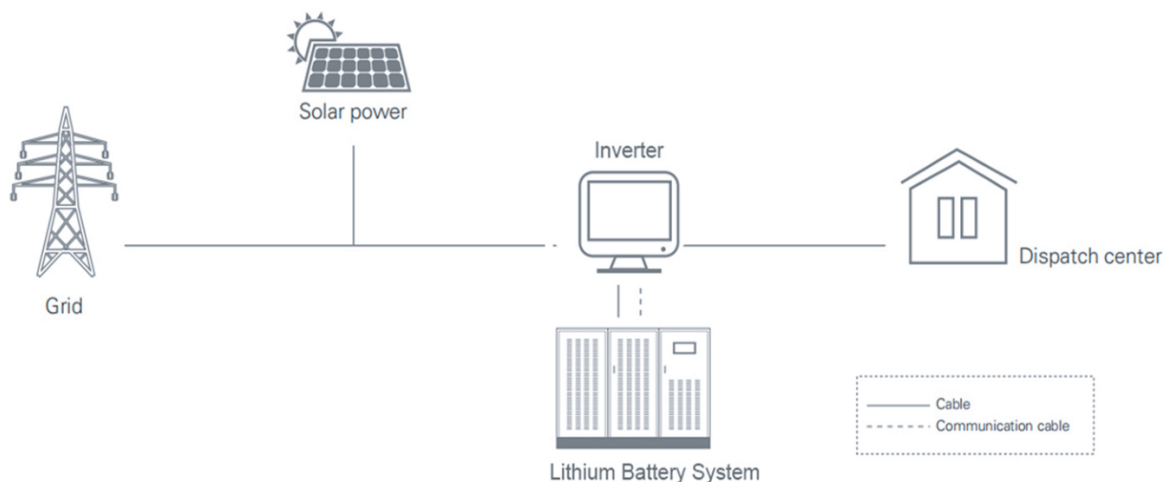 Solar power
Inverter
Grid
Dispatch center
Cable
Communication cable
Lithium Battery System